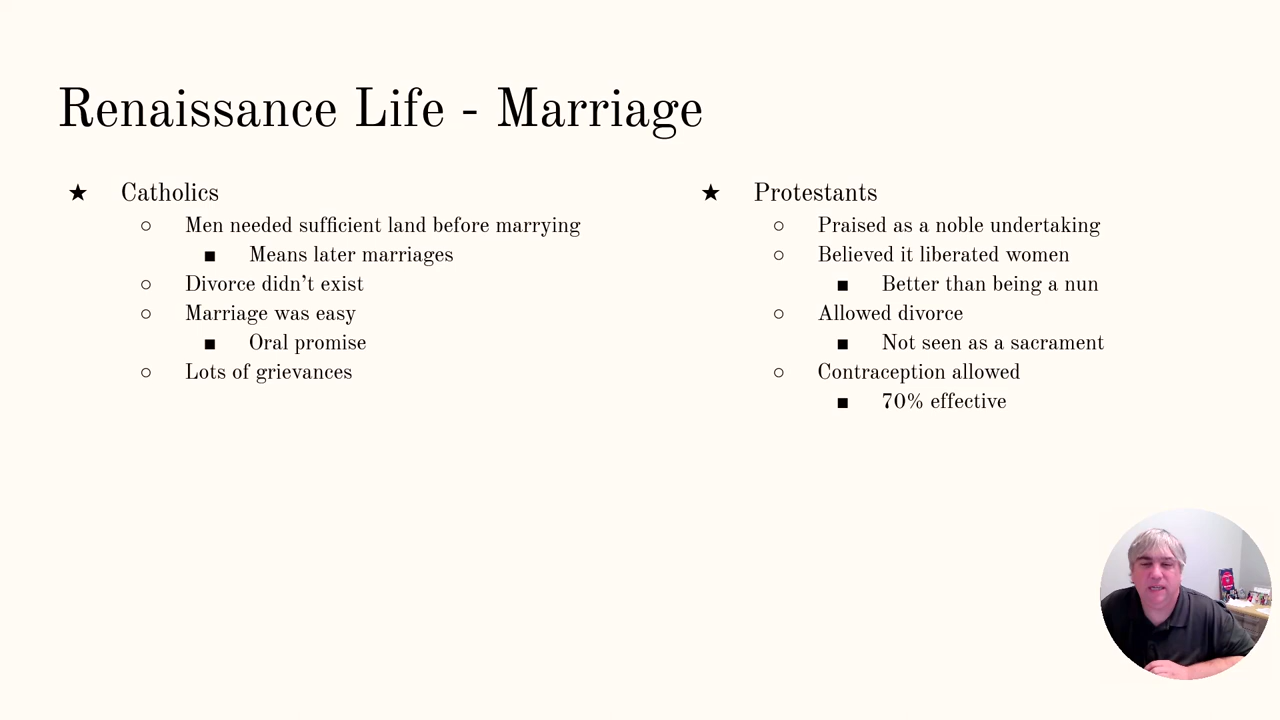 Renaissance Life - Marriage
★ Catholics
○ Men needed sufficient land before marrying
■ Means later marriages
○ Divorce didn’t exist
○ Marriage was easy
■ Oral promise
○ Lots of grievances
★ Protestants
○ Praised as a noble undertaking
○ Believed it liberated women
■ Better than being a nun
○ Allowed divorce
■ Not seen as a sacrament
○ Contraception allowed
■ 70% effective